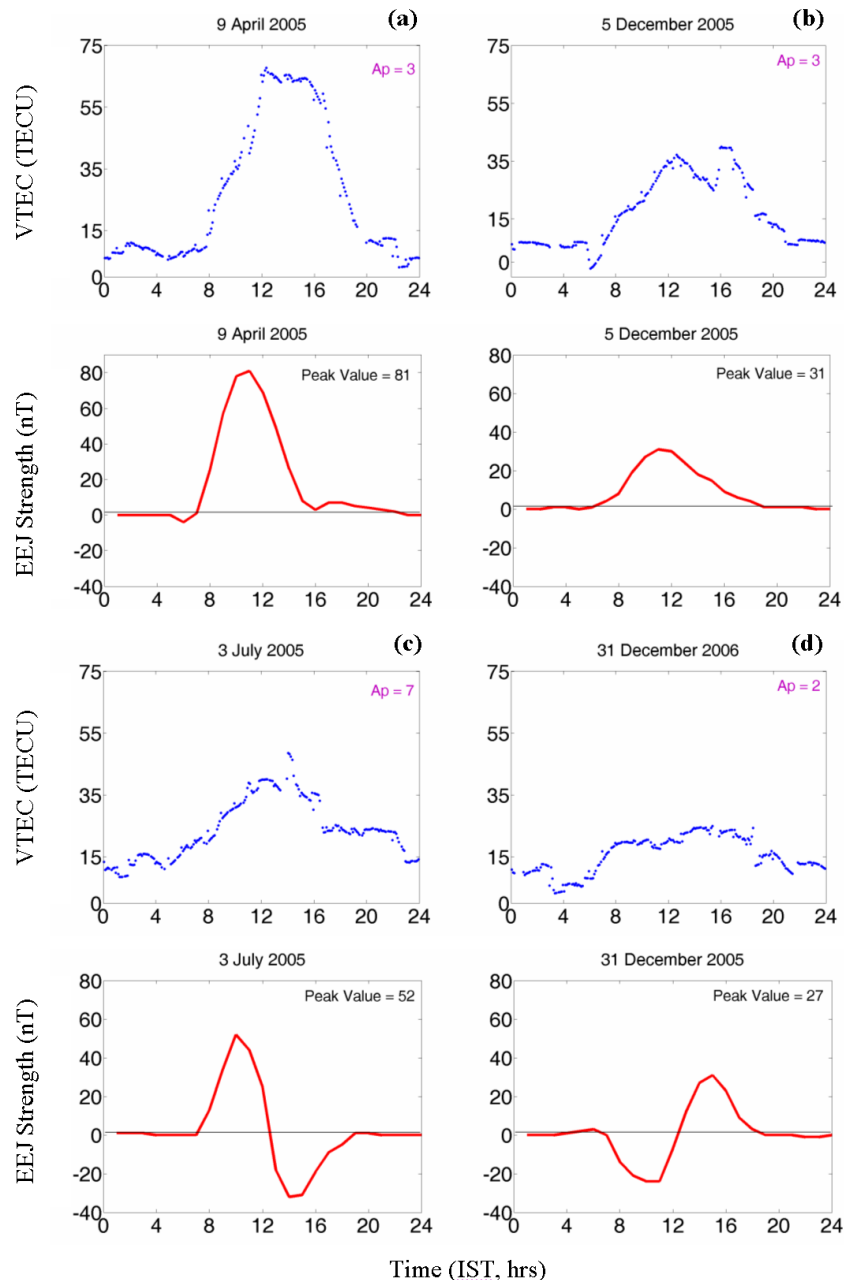 (a)
9 April 2005
Ap = 3
VTEC (TECU)
75
55
35
15
0
0 4 8 12 16 20 24
(b)
5 December 2005
Ap = 3
75
55
35
15
0
0 4 8 12 16 20 24
9 April 2005
Peak Value = 81
EEJ Strength (nT)
80
60
40
20
0
-20
-40
0 4 8 12 16 20 24
5 December 2005
Peak Value = 31
80
60
40
20
0
-20
-40
0 4 8 12 16 20 24
(c)
3 July 2005
Ap = 7
VTEC (TECU)
75
55
35
15
0
0 4 8 12 16 20 24
(d)
31 December 2006
Ap = 2
75
55
35
15
0
0 4 8 12 16 20 24
3 July 2005
Peak Value = 52
EEJ Strength (nT)
80
60
40
20
0
-20
-40
0 4 8 12 16 20 24
31 December 2005
Peak Value = 27
80
60
40
20
0
-20
-40
0 4 8 12 16 20 24
Time (IST, hrs)